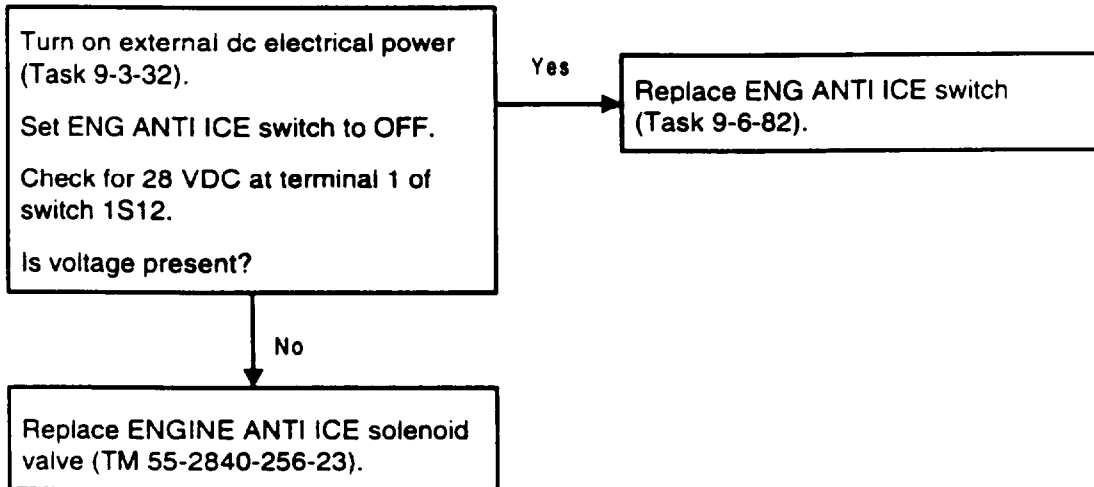 Turn on external dc electrical power
(Task 9-3-32).
Set ENG ANTI ICE switch to OFF.
Check for 28 VDC at terminal 1 of
switch 1S12.
Is voltage present?
Yes
Replace ENG ANTI ICE switch
(Task 9-6-82).
No
Replace ENGINE ANTI ICE solenoid
valve (TM 55-2840-256-23).